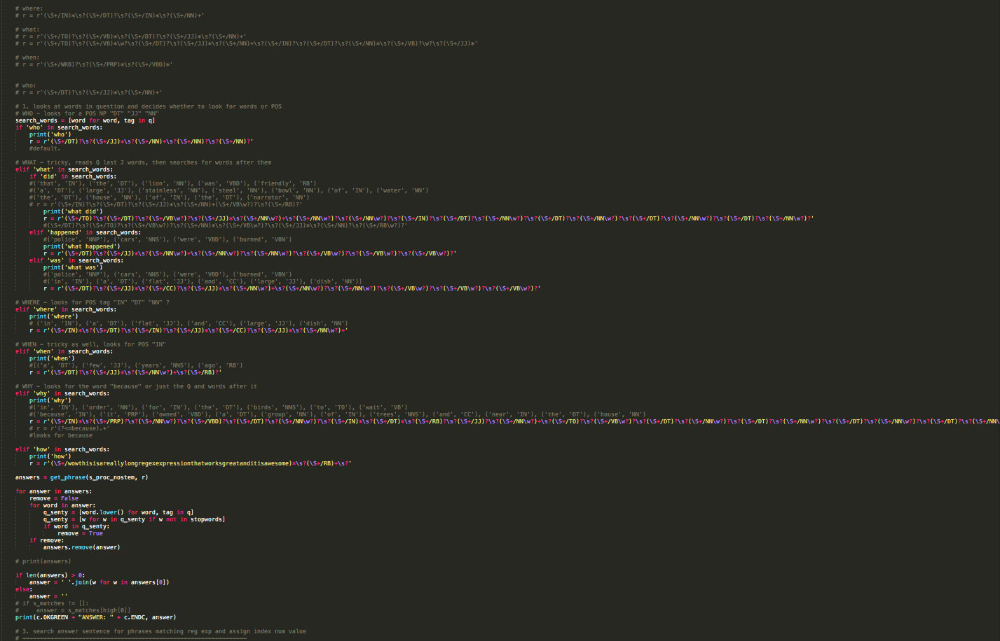 # where:
# r = r'(\S+/IN)*\s?(\S+/DT)?\s?(\S+/IN)*\s?(\S+/NN)+'
# what:
# r = r'(\S+/TO)?\s?(\S+/VB)*\s?(\S+/DT)?\s?(\S+/JJ)*\s?(\S+/NN)+'
# r = r'(\S+/TO)?\s?(\S+/VB)*\w?\s?(\S+/DT)?\s?(\S+/JJ)*\s?(\S+/NN)+\s?(\S+/IN)?\s?(\S+/DT)?\s?(\S+/NN)*\s?(\S+/VB)?\w?\s?(\S+/JJ)*'
# when:
# r = r'(\S+/WRB)?\s?(\S+/PRP)*\s?(\S+/VBD)*'
# who:
# r = r'(\S+/DT)?\s?(\S+/JJ)*\s?(\S+/NN)+'
# 1. looks at words in question and decides whether to look for words or POS
# WHO – looks for a POS NP "DT" "JJ" "NN"
search_words = [word for word, tag in q]
if 'who' in search_words:
print('who')
r = r'(\S+/DT)?\s?(\S+/JJ)*\s?(\S+/NN)+\s?(\S+/NN)?\s?(\S+/NN)?'
#default.
# WHAT – tricky, reads Q last 2 words, then searches for words after them
elif 'what' in search_words:
if 'did' in search_words:
#('that', 'IN'), ('the', 'DT'), ('lion', 'NN'), ('was', 'VBD'), ('friendly', 'RB')
#('a', 'DT'), ('large', 'JJ'), ('stainless', 'NN'), ('steel', 'NN'), ('bowl', 'NN'), ('of', 'IN'), ('water', 'NN')
#('the', 'DT'), ('house', 'NN'), ('of', 'IN'), ('the', 'DT'), ('narrator', 'NN')
# r = r'(\S+/IN)?\s?(\S+/DT)?\s?(\S+/JJ)*\s?(\S+/NN)+(\S+/VB\w?)?\s?(\S+/RB)?'
print('what did')
r = r'(\S+/TO)?\s?(\S+/DT)?\s?(\S+/VB\w?)?\s?(\S+/JJ)*\s?(\S+/NN\w?)+\s?(\S+/NN\w?)?\s?(\S+/NN\w?)?\s?(\S+/IN)?\s?(\S+/DT)?\s?(\S+/NN\w?)?\s?(\S+/DT)?\s?(\S+/NN\w?)?\s?(\S+/DT)?\s?(\S+/NN\w?)?\s?(\S+/DT)?\s?(\S+/NN\w?)?'
#(\S+/DT)?\s?(\S+/TO)?\s?(\S+/VB\w?)?\s?(\S+/NN)*\s?(\S+/VB\w?)?\s?(\S+/JJ)*\s?(\S+/NN)?\s?(\S+/RB\w?)?'
elif 'happened' in search_words:
#('police', 'NNP'), ('cars', 'NNS'), ('were', 'VBD'), ('burned', 'VBN')
print('what happened')
r = r'(\S+/DT)?\s?(\S+/JJ)*\s?(\S+/NN\w?)+\s?(\S+/NN\w?)?\s?(\S+/NN\w?)?\s?(\S+/VB\w?)?\s?(\S+/VB\w?)?\s?(\S+/VB\w?)?'
elif 'was' in search_words:
print('what was')
#('police', 'NNP'), ('cars', 'NNS'), ('were', 'VBD'), ('burned', 'VBN')
#('in', 'IN'), ('a', 'DT'), ('flat', 'JJ'), ('and', 'CC'), ('large', 'JJ'), ('dish', 'NN')]
r = r'(\S+/DT)?\s?(\S+/JJ)*\s?(\S+/CC)?\s?(\S+/JJ)*\s?(\S+/NN\w?)+\s?(\S+/NN\w?)?\s?(\S+/NN\w?)?\s?(\S+/VB\w?)?\s?(\S+/VB\w?)?\s?(\S+/VB\w?)?'
# WHERE – looks for POS tag "IN" "DT" "NN" ?
elif 'where' in search_words:
print('where')
# ('in', 'IN'), ('a', 'DT'), ('flat', 'JJ'), ('and', 'CC'), ('large', 'JJ'), ('dish', 'NN')
r = r'(\S+/IN)*\s?(\S+/DT)?\s?(\S+/IN)?\s?(\S+/JJ)*\s?(\S+/CC)?\s?(\S+/JJ)*\s?(\S+/NN\w?)+'
# WHEN – tricky as well, looks for POS "IN"
elif 'when' in search_words:
print('when')
#[('a', 'DT'), ('few', 'JJ'), ('years', 'NNS'), ('ago', 'RB')
r = r'(\S+/DT)?\s?(\S+/JJ)*\s?(\S+/NN\w?)+\s?(\S+/RB)?'
# WHY – looks for the word "because" or just the Q and words after it
elif 'why' in search_words:
print('why')
#('in', 'IN'), ('order', 'NN'), ('for', 'IN'), ('the', 'DT'), ('birds', 'NNS'), ('to', 'TO'), ('wait', 'VB')
#('because', 'IN'), ('it', 'PRP'), ('owned', 'VBD'), ('a', 'DT'), ('group', 'NN'), ('of', 'IN'), ('trees', 'NNS'), ('and', 'CC'), ('near', 'IN'), ('the', 'DT'), ('house', 'NN')
r = r'(\S+/IN)*\s?(\S+/PRP)?\s?(\S+/NN\w?)?\s?(\S+/VBD)?\s?(\S+/DT)?\s?(\S+/NN\w?)?\s?(\S+/IN)*\s?(\S+/DT)*\s?(\S+/RB)?\s?(\S+/JJ)?\s?(\S+/NN\w?)+\s?(\S+/TO)?\s?(\S+/VB\w?)?\s?(\S+/DT)?\s?(\S+/NN\w?)?\s?(\S+/DT)?\s?(\S+/NN\w?)?\s?(\S+/DT)?\s?(\S+/NN\w?)?\s?(\S+/DT)?\s?(\S+/NN\
# r = r'(?<=because).+'
#looks for because
elif 'how' in search_words:
print('how')
r = r'(\S+/wowthisisareallylongregexexpressionthatworksgreatanditisawesome)*\s?(\S+/RB)+\s?'
answers = get_phrase(s_proc_nostem, r)
for answer in answers:
remove = False
for word in answer:
q_senty = [word.lower() for word, tag in q]
q_senty = [w for w in q_senty if w not in stopwords]
if word in q_senty:
remove = True
if remove:
answers.remove(answer)
# print(answers)
if len(answers) > 0:
answer = ' '.join(w for w in answers[0])
else:
answer = ''
# if s_matches != []:
# answer = s_matches[high[0]]
print(c.OKGREEN + "ANSWER: " + c.ENDC, answer)
# 3. search answer sentence for phrases matching reg exp and assign index num value
# ----------------------------------------------------------------